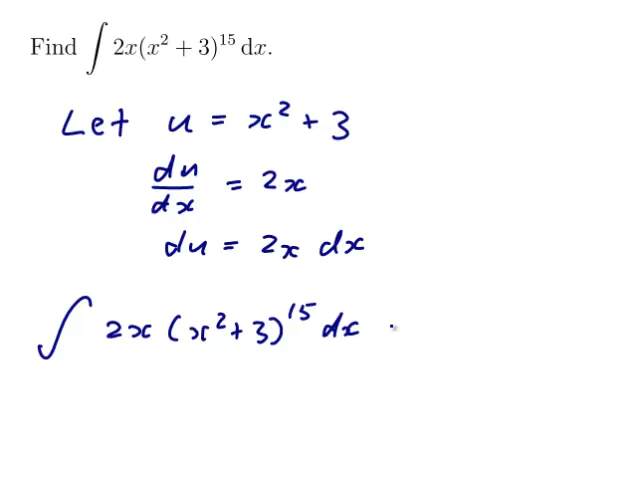 Find ∫ 2x(x² + 3)¹⁵ dx.
Let u = x² + 3
du/dx = 2x
du = 2x dx
∫ 2x (x² + 3)¹⁵ dx